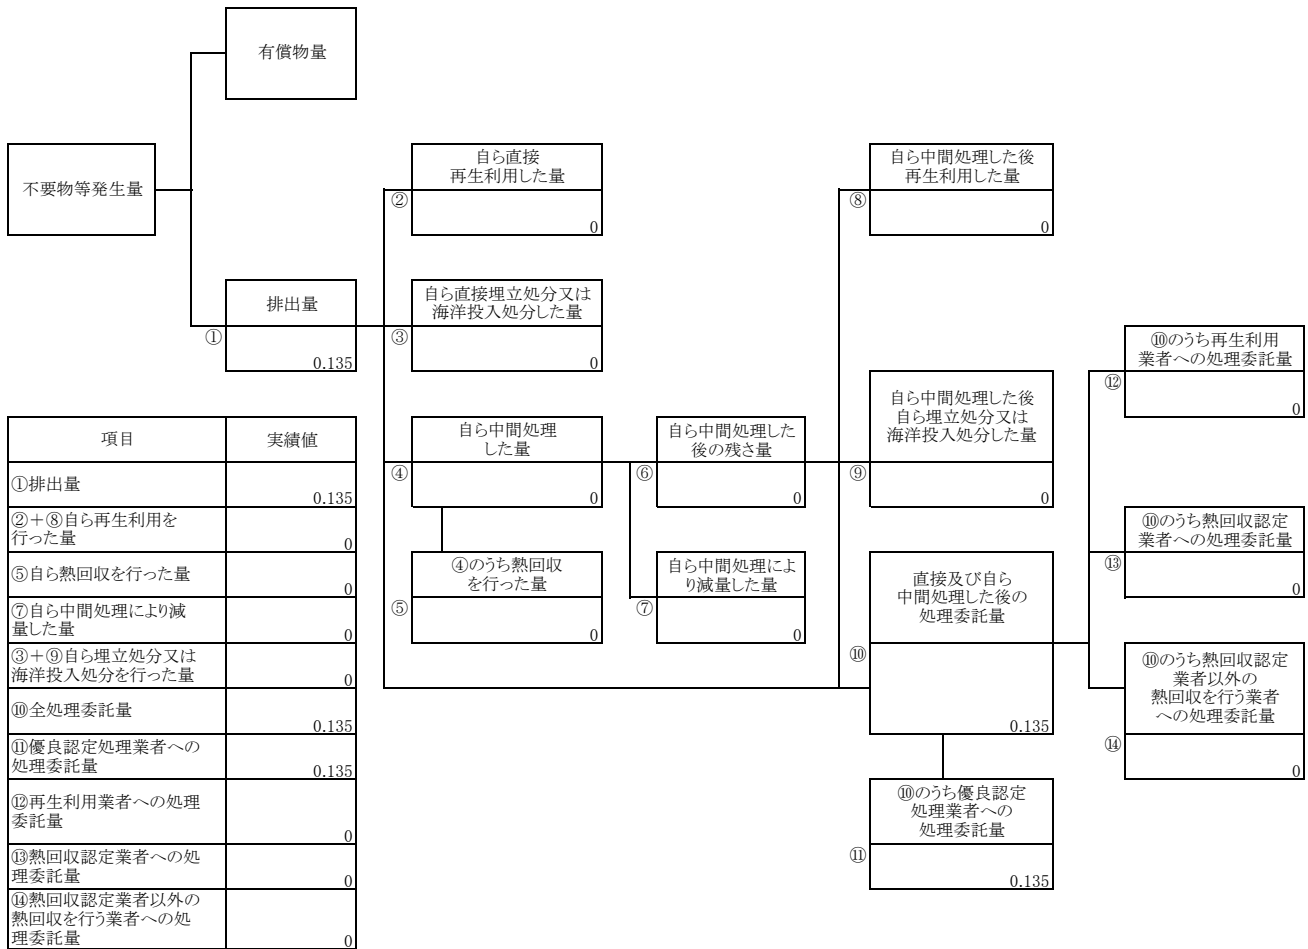 有償物量
不要物等発生量
自ら直接
再生利用した量
②
0
自ら中間処理した後
再生利用した量
⑧
0
排出量
①
0.135
自ら直接埋立処分又は
海洋投入処分した量
③
0
⑩のうち再生利用
業者への処理委託量
⑫
0
自ら中間処理
した量
④
0
自ら中間処理した
後の残さ量
⑥
0
自ら中間処理した後
自ら埋立処分又は
海洋投入処分した量
⑨
0
⑩のうち熱回収認定
業者への処理委託量
⑬
0
④のうち熱回収
を行った量
⑤
0
自ら中間処理によ
り減量した量
⑦
0
直接及び自ら
中間処理した後の
処理委託量
⑩
0.135
⑩のうち熱回収認定
業者以外の
熱回収を行う業者
への処理委託量
⑭
0
⑩のうち優良認定
処理業者への
処理委託量
⑪
0.135
項目 実績値
①排出量
0.135
②＋⑧自ら再生利用を
行った量
0
⑤自ら熱回収を行った量
0
⑦自ら中間処理により減
量した量
0
③＋⑨自ら埋立処分又は
海洋投入処分を行った量
0
⑩全処理委託量
0.135
⑪優良認定処理業者への
処理委託量
0.135
⑫再生利用業者への処理
委託量
0
⑬熱回収認定業者への処
理委託量
0
⑭熱回収認定業者以外の
熱回収を行う業者への処
理委託量
0